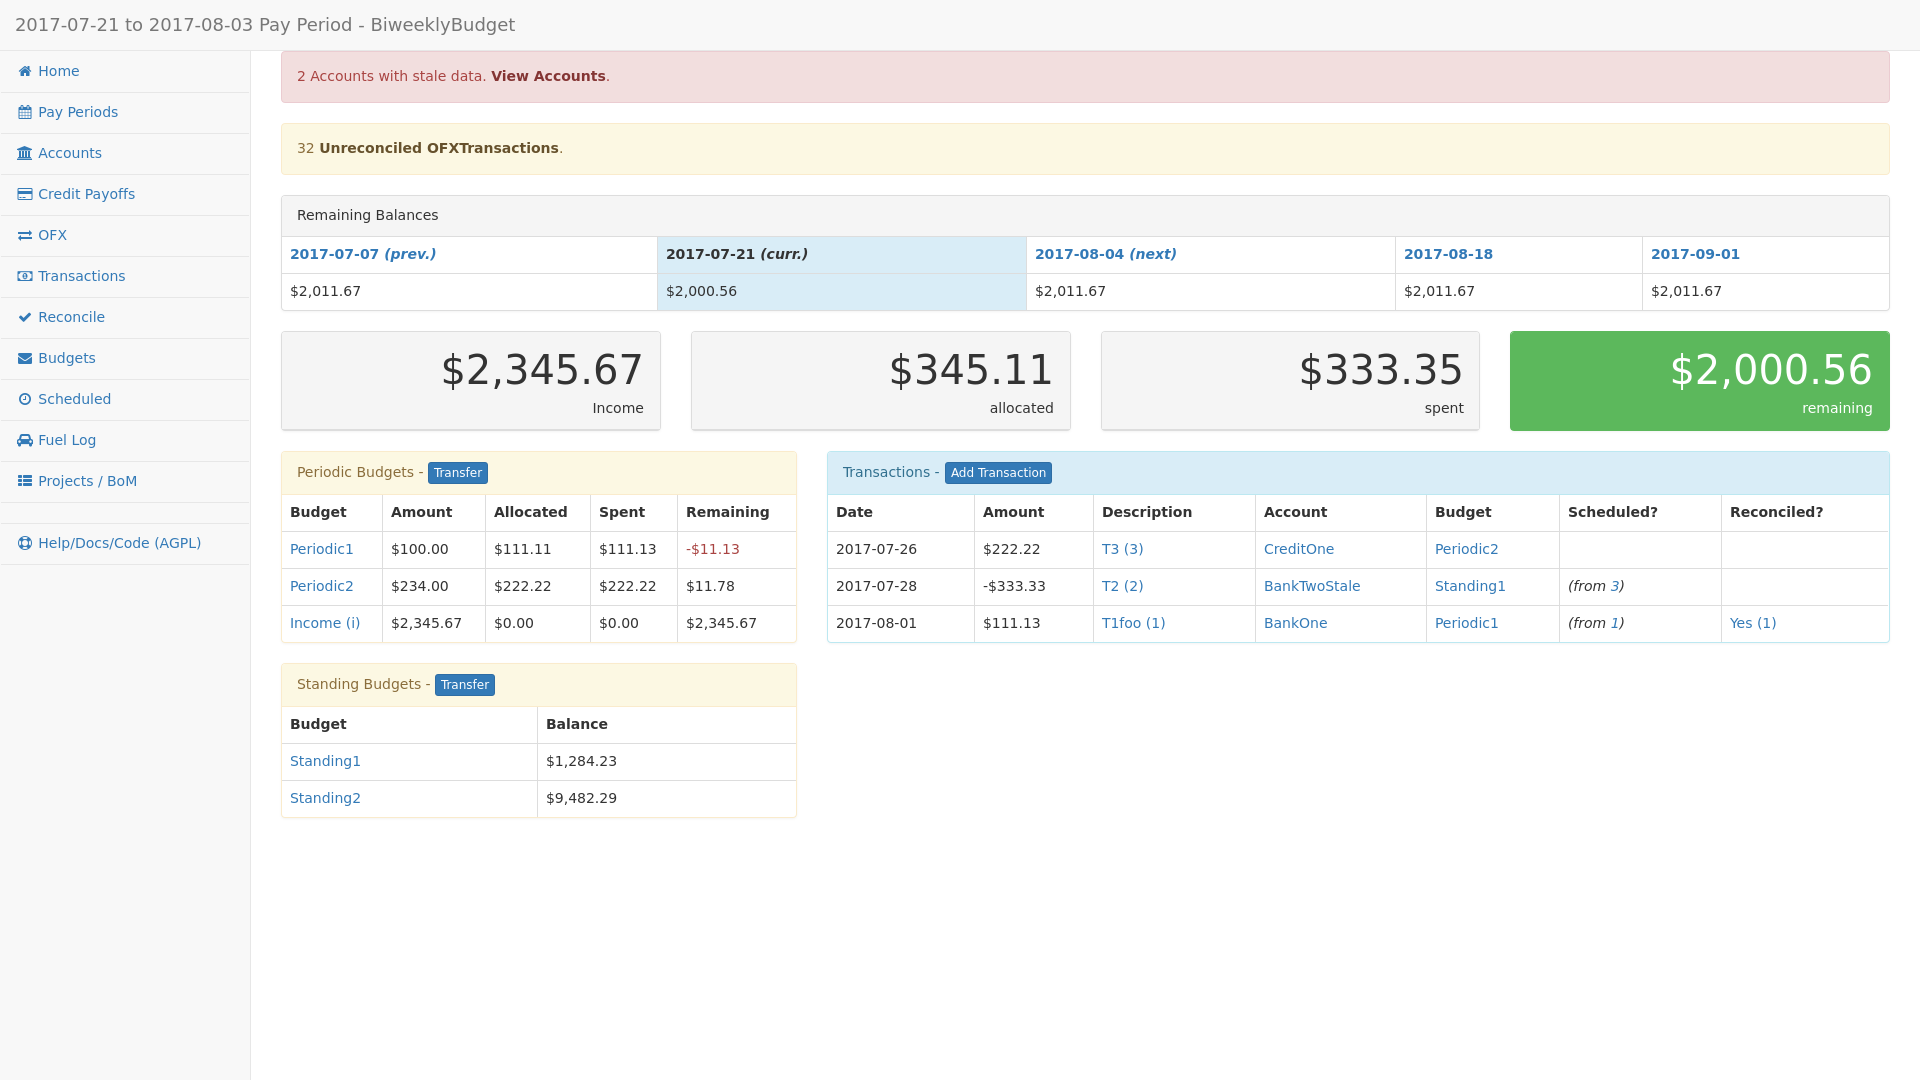 2017-07-21 to 2017-08-03 Pay Period - BiweeklyBudget
Home
Pay Periods
Accounts
Credit Payoffs
OFX
Transactions
Reconcile
Budgets
Scheduled
Fuel Log
Projects / BoM
Help/Docs/Code (AGPL)
2 Accounts with stale data. View Accounts.
32 Unreconciled OFXTransactions.
Remaining Balances
2017-07-07 (prev.) 2017-07-21 (curr.) 2017-08-04 (next) 2017-08-18 2017-09-01
$2,011.67 $2,000.56 $2,011.67 $2,011.67 $2,011.67
$2,345.67
Income
$345.11
allocated
$333.35
spent
$2,000.56
remaining
Periodic Budgets - Transfer
Budget Amount Allocated Spent Remaining
Periodic1 $100.00 $111.11 $111.13 -$11.13
Periodic2 $234.00 $222.22 $222.22 $11.78
Income (i) $2,345.67 $0.00 $0.00 $2,345.67
Transactions - Add Transaction
Date Amount Description Account Budget Scheduled? Reconciled?
2017-07-26 $222.22 T3 (3) CreditOne Periodic2
2017-07-28 -$333.33 T2 (2) BankTwoStale Standing1 (from 3)
2017-08-01 $111.13 T1foo (1) BankOne Periodic1 (from 1) Yes (1)
Standing Budgets - Transfer
Budget Balance
Standing1 $1,284.23
Standing2 $9,482.29